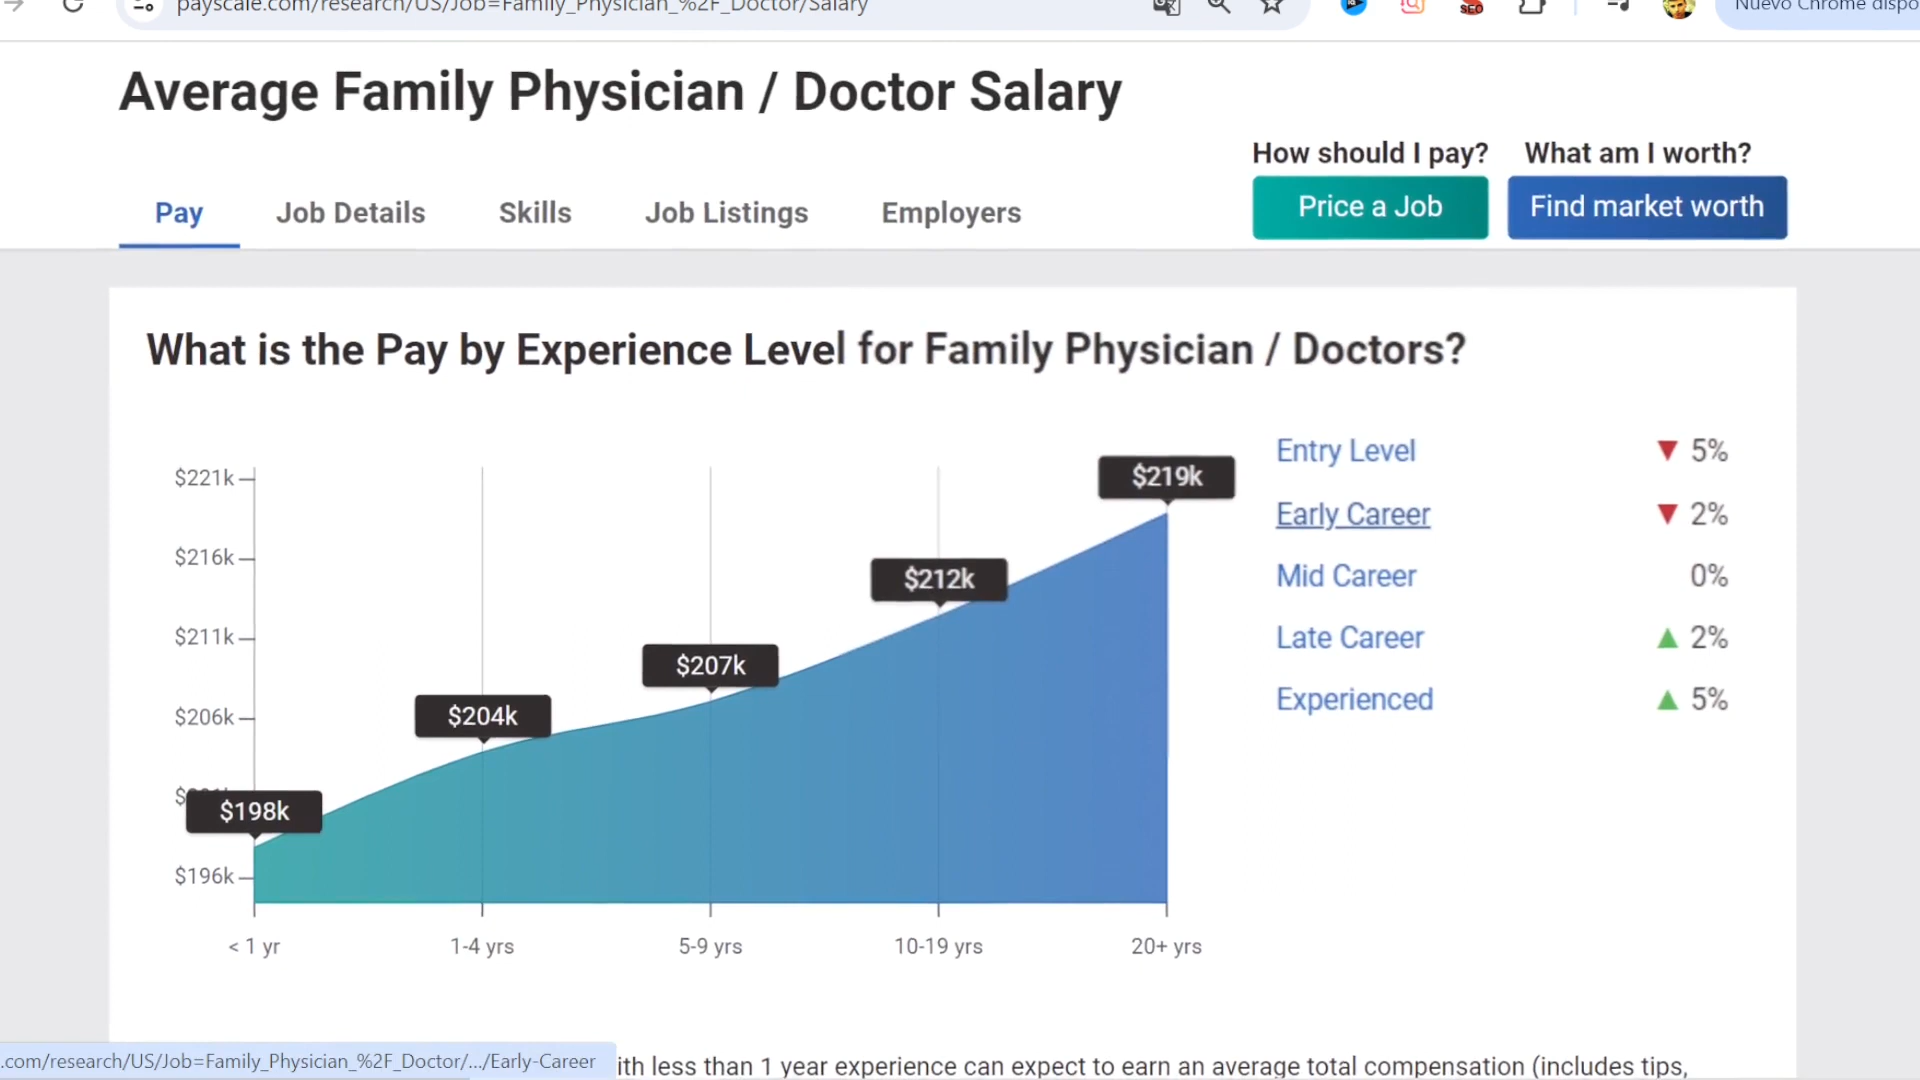 payscale.com/research/US/Job=Family_Physician_%2F_Doctor/Salary
Nuevo Chrome dispo
SEO
Average Family Physician / Doctor Salary
How should I pay?
What am I worth?
Pay
Job Details
Skills
Job Listings
Employers
Price a Job
Find market worth
What is the Pay by Experience Level for Family Physician / Doctors?
$221k
$216k
$211k
$206k
$196k
$198k
$204k
$207k
$212k
$219k
< 1 yr
1-4 yrs
5-9 yrs
10-19 yrs
20+ yrs
Entry Level ▼ 5%
Early Career ▼ 2%
Mid Career 0%
Late Career ▲ 2%
Experienced ▲ 5%
.com/research/US/Job=Family_Physician_%2F_Doctor/.../Early-Career
ith less than 1 year experience can expect to earn an average total compensation (includes tips,